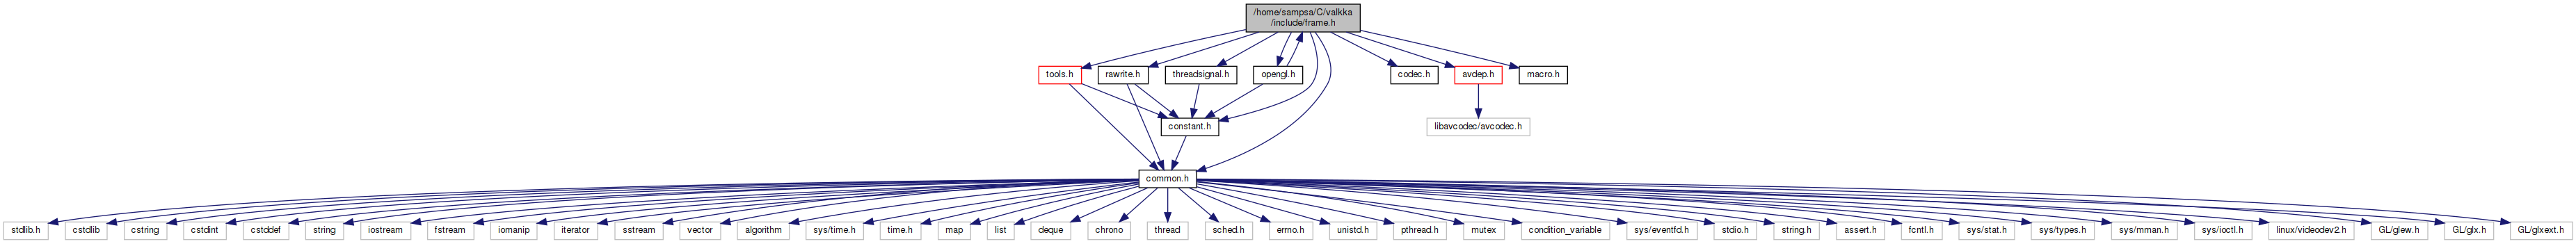 /home/sampsa/C/valkka
/include/frame.h
tools.h
rawrite.h
threadsignal.h
opengl.h
codec.h
avdep.h
macro.h
constant.h
libavcodec/avcodec.h
common.h
stdlib.h
cstdlib
cstring
cstdint
cstddef
string
iostream
fstream
iomanip
iterator
sstream
vector
algorithm
sys/time.h
time.h
map
list
deque
chrono
thread
sched.h
errno.h
unistd.h
pthread.h
mutex
condition_variable
sys/eventfd.h
stdio.h
string.h
assert.h
fcntl.h
sys/stat.h
sys/types.h
sys/mman.h
sys/ioctl.h
linux/videodev2.h
GL/glew.h
GL/glx.h
GL/glxext.h